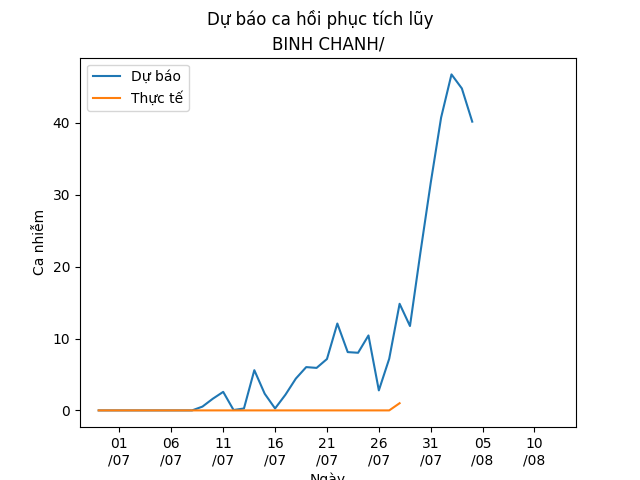 Dự báo ca hồi phục tích lũy
BINH CHANH/
Dự báo
Thực tế
Ca nhiễm
40
30
20
10
0
01 06 11 16 21 26 31 05 10
/07 /07 /07 /07 /07 /07 /07 /08 /08
Ngày